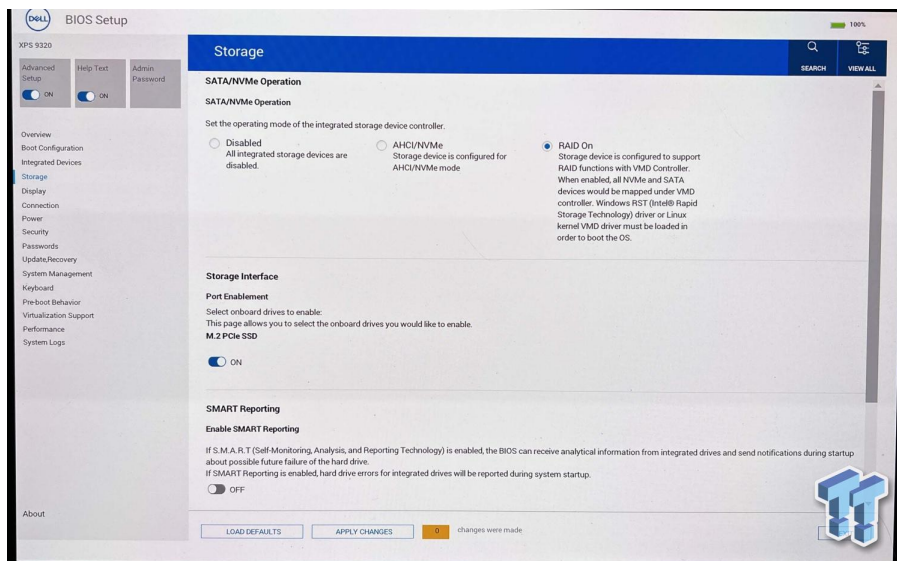 DELL
BIOS Setup
100%
XPS 9320
Advanced Setup
ON
Help Text
ON
Admin Password
Storage
SEARCH
VIEW ALL
Overview
Boot Configuration
Integrated Devices
Storage
Display
Connection
Power
Security
Passwords
Update,Recovery
System Management
Keyboard
Pre-boot Behavior
Virtualization Support
Performance
System Logs
About
SATA/NVMe Operation
SATA/NVMe Operation
Set the operating mode of the integrated storage device controller.
Disabled
All integrated storage devices are
disabled.
AHCI/NVMe
Storage device is configured for
AHCI/NVMe mode
RAID On
Storage device is configured to support
RAID functions with VMD Controller.
When enabled, all NVMe and SATA
devices would be mapped under VMD
controller. Windows RST (Intel® Rapid
Storage Technology) driver or Linux
kernel VMD driver must be loaded in
order to boot the OS.
Storage Interface
Port Enablement
Select onboard drives to enable:
This page allows you to select the onboard drives you would like to enable.
M.2 PCIe SSD
ON
SMART Reporting
Enable SMART Reporting
If S.M.A.R.T (Self-Monitoring, Analysis, and Reporting Technology) is enabled, the BIOS can receive analytical information from integrated drives and send notifications during startup
about possible future failure of the hard drive.
If SMART Reporting is enabled, hard drive errors for integrated drives will be reported during system startup.
OFF
LOAD DEFAULTS
APPLY CHANGES
0
changes were made
TT